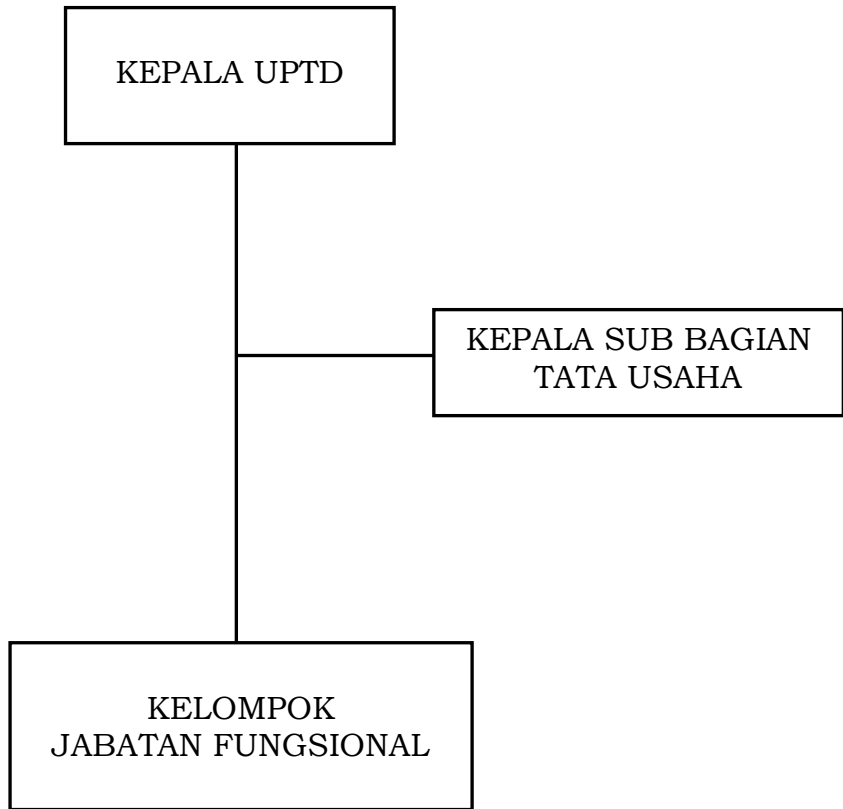 KEPALA UPTD
KEPALA SUB BAGIAN
TATA USAHA
KELOMPOK
JABATAN FUNGSIONAL